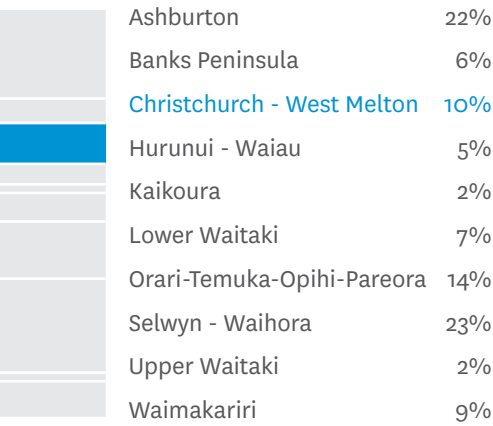 Ashburton 22%
Banks Peninsula 6%
Christchurch - West Melton 10%
Hurunui - Waiau 5%
Kaikoura 2%
Lower Waitaki 7%
Orari-Temuka-Opihi-Pareora 14%
Selwyn - Waihora 23%
Upper Waitaki 2%
Waimakariri 9%